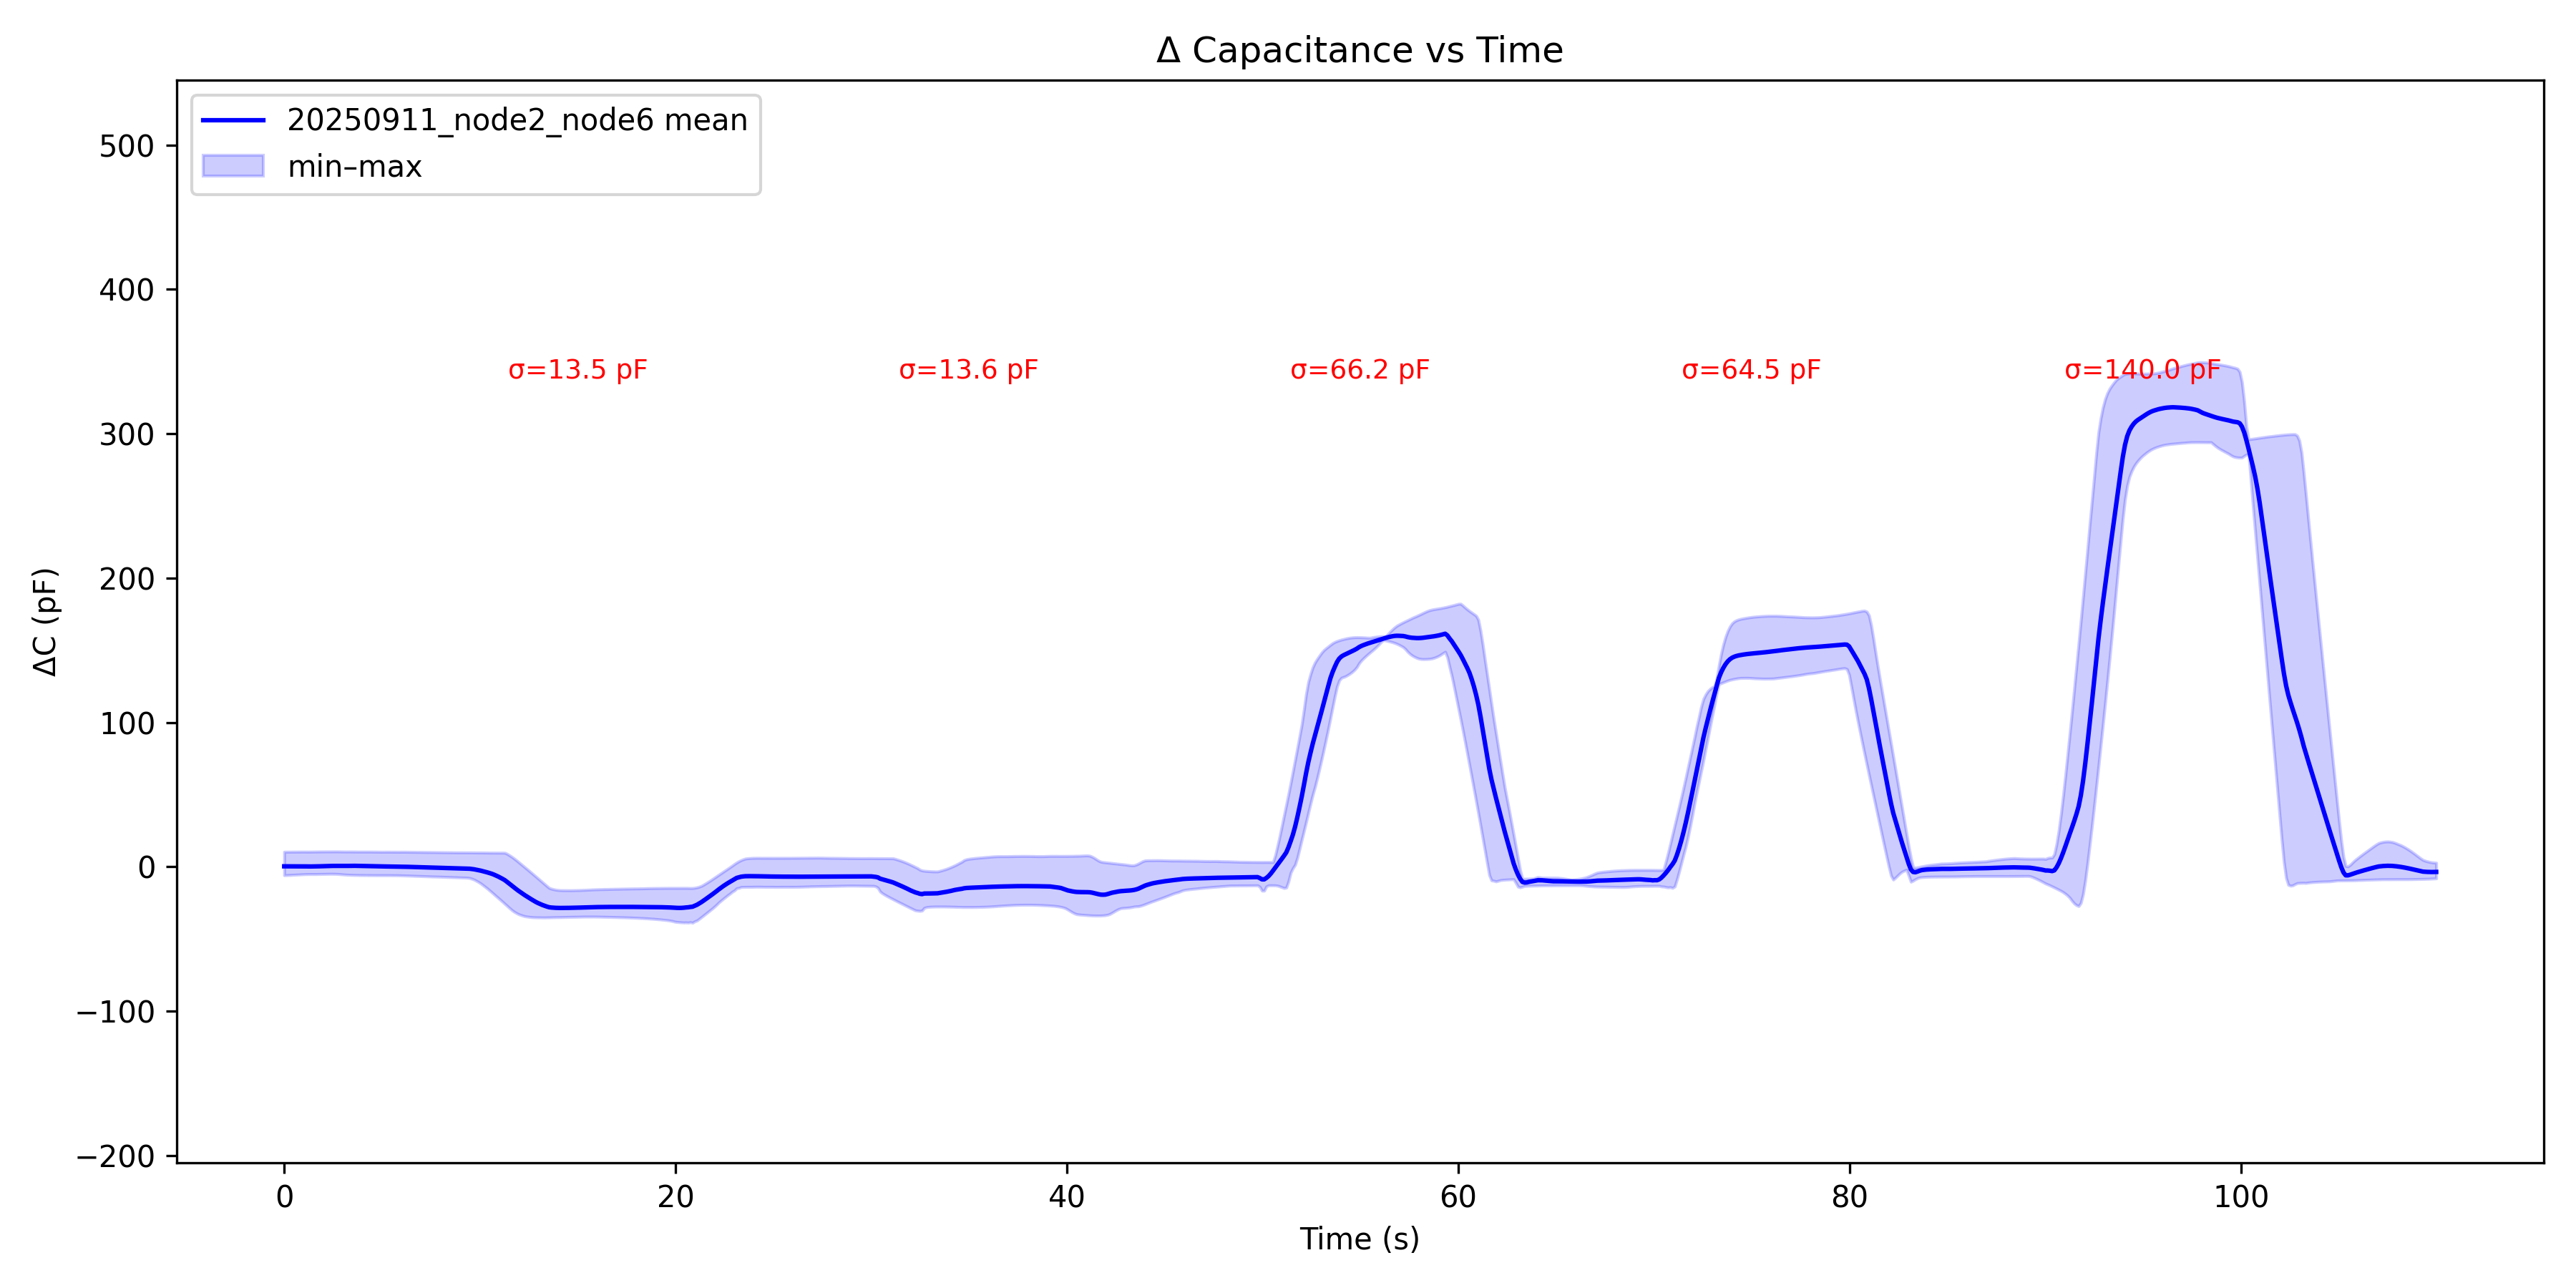 Δ Capacitance vs Time
20250911_node2_node6 mean
min–max
500
400
300
200
100
0
−100
−200
ΔC (pF)
σ=13.5 pF
σ=13.6 pF
σ=66.2 pF
σ=64.5 pF
σ=140.0 pF
0
20
40
60
80
100
Time (s)